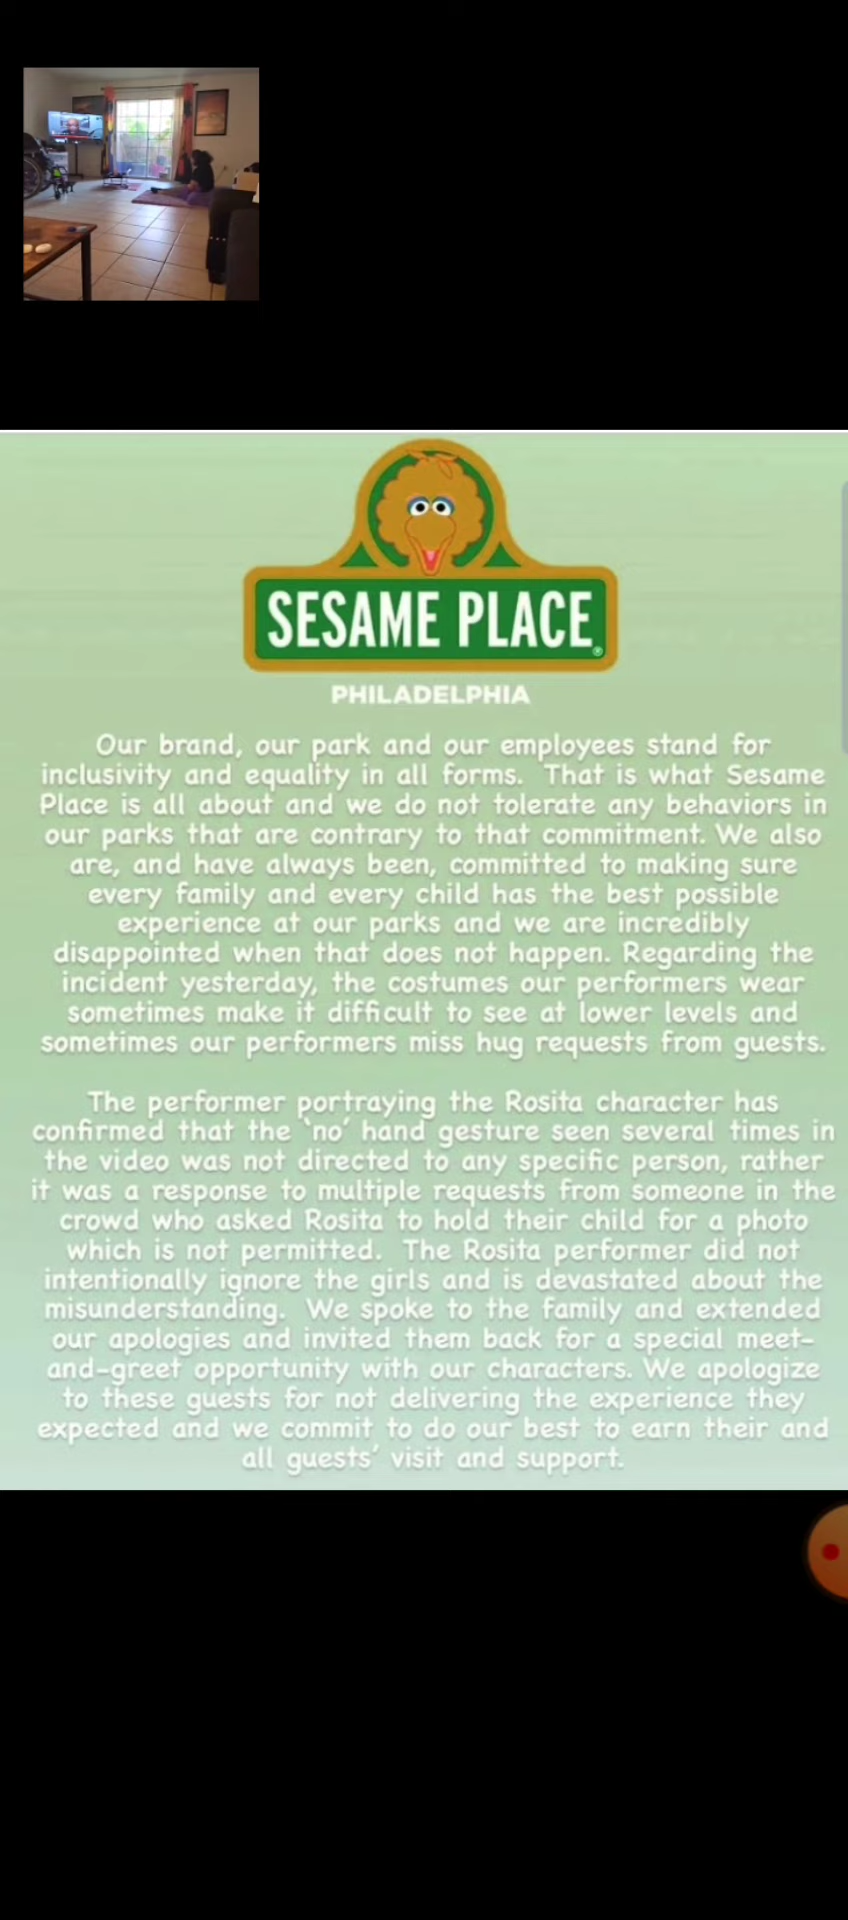 SESAME PLACE®
PHILADELPHIA
Our brand, our park and our employees stand for
inclusivity and equality in all forms. That is what Sesame
Place is all about and we do not tolerate any behaviors in
our parks that are contrary to that commitment. We also
are, and have always been, committed to making sure
every family and every child has the best possible
experience at our parks and we are incredibly
disappointed when that does not happen. Regarding the
incident yesterday, the costumes our performers wear
sometimes make it difficult to see at lower levels and
sometimes our performers miss hug requests from guests.
The performer portraying the Rosita character has
confirmed that the ‘no’ hand gesture seen several times in
the video was not directed to any specific person, rather
it was a response to multiple requests from someone in the
crowd who asked Rosita to hold their child for a photo
which is not permitted. The Rosita performer did not
intentionally ignore the girls and is devastated about the
misunderstanding. We spoke to the family and extended
our apologies and invited them back for a special meet-
and-greet opportunity with our characters. We apologize
to these guests for not delivering the experience they
expected and we commit to do our best to earn their and
all guests’ visit and support.